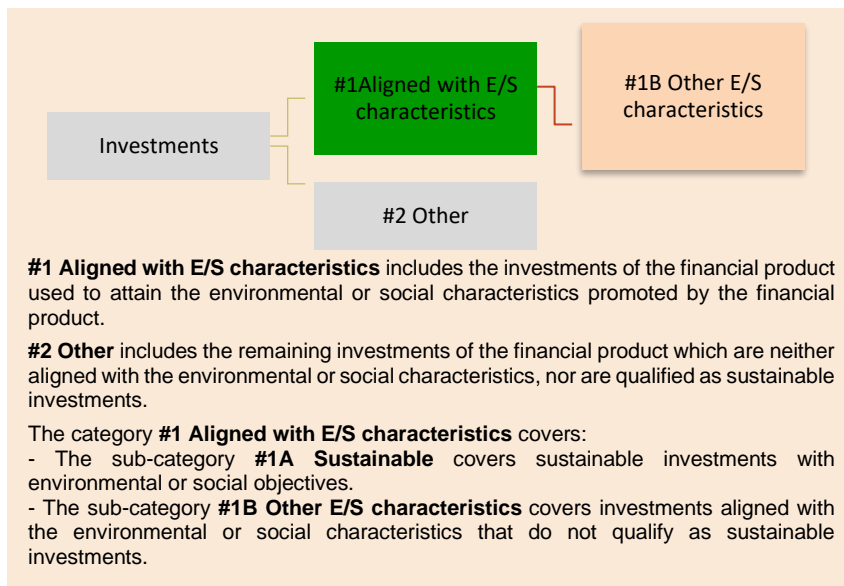 #1Aligned with E/S
characteristics
#1B Other E/S
characteristics
Investments
#2 Other
#1 Aligned with E/S characteristics includes the investments of the financial product
used to attain the environmental or social characteristics promoted by the financial
product.
#2 Other includes the remaining investments of the financial product which are neither
aligned with the environmental or social characteristics, nor are qualified as sustainable
investments.
The category #1 Aligned with E/S characteristics covers:
- The sub-category #1A Sustainable covers sustainable investments with
environmental or social objectives.
- The sub-category #1B Other E/S characteristics covers investments aligned with
the environmental or social characteristics that do not qualify as sustainable
investments.